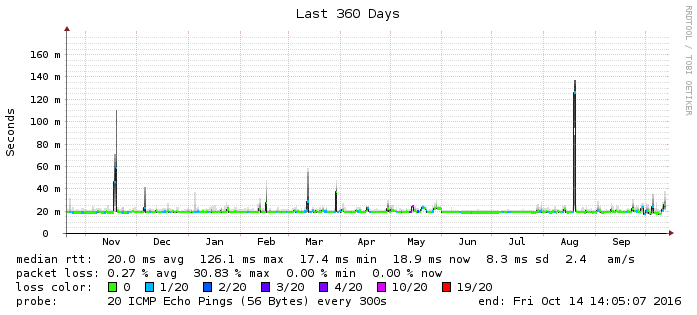 Last 360 Days
RRDTOOL / TOBI OETIKER
Seconds
160 m
140 m
120 m
100 m
80 m
60 m
40 m
20 m
0
Nov Dec Jan Feb Mar Apr May Jun Jul Aug Sep
median rtt: 20.0 ms avg 126.1 ms max 17.4 ms min 18.9 ms now 8.3 ms sd 2.4 am/s
packet loss: 0.27 % avg 30.83 % max 0.00 % min 0.00 % now
loss color: 0 1/20 2/20 3/20 4/20 10/20 19/20
probe: 20 ICMP Echo Pings (56 Bytes) every 300s end: Fri Oct 14 14:05:07 2016